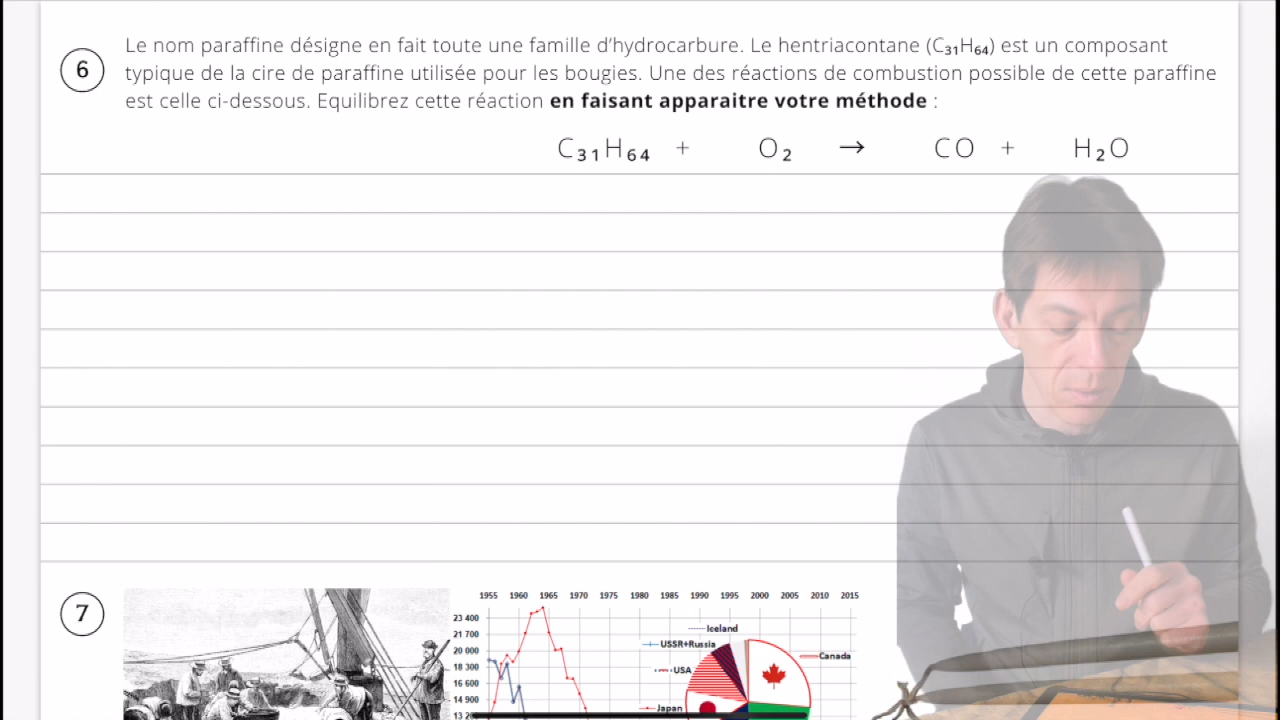 6
Le nom paraffine désigne en fait toute une famille d’hydrocarbure. Le hentriacontane (C₃₁H₆₄) est un composant
typique de la cire de paraffine utilisée pour les bougies. Une des réactions de combustion possible de cette paraffine
est celle ci-dessous. Equilibrez cette réaction en faisant apparaitre votre méthode :
C₃₁H₆₄ + O₂ → CO + H₂O
7
1955 1960 1965 1970 1975 1980 1985 1990 1995 2000 2005 2010 2015
23 400
21 700
20 000
18 300
16 600
14 900
Iceland
USSR+Russia
Canada
USA
Japan